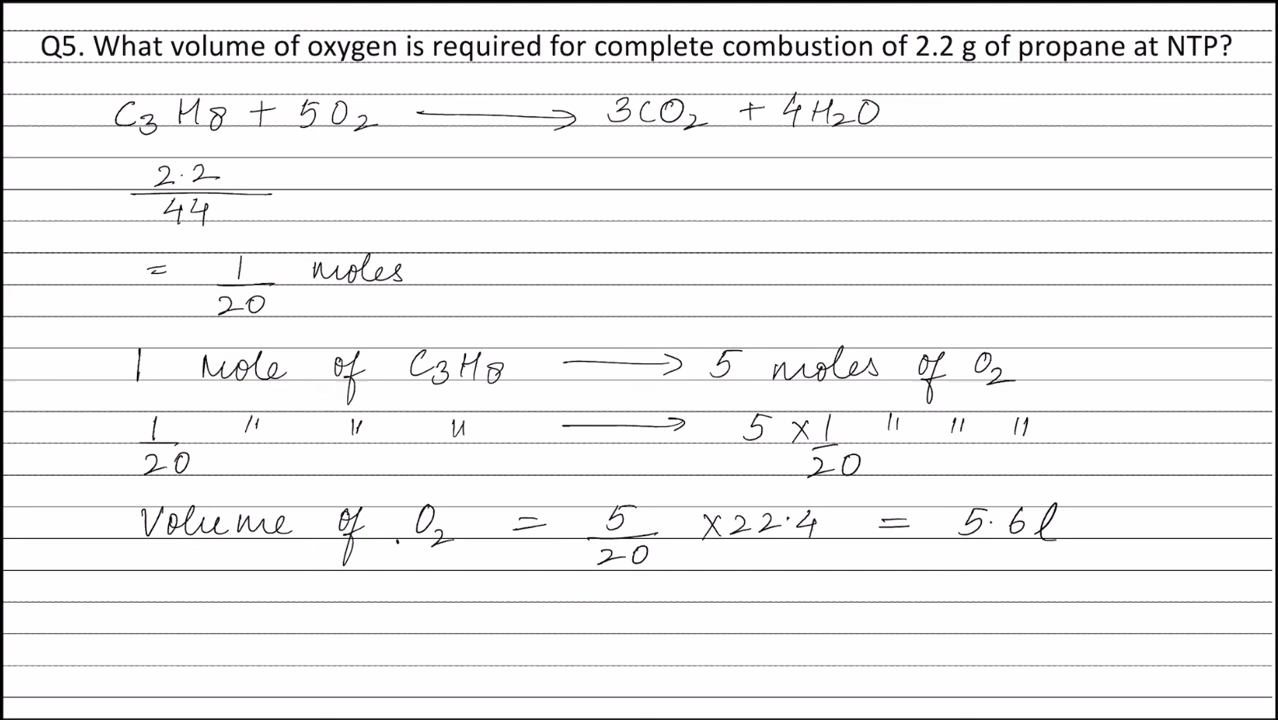 Q5. What volume of oxygen is required for complete combustion of 2.2 g of propane at NTP?
C3H8 + 5O2 ⟶ 3CO2 + 4H2O
2.2
44
= 1 moles
20
1 mole of C3H8 ⟶ 5 moles of O2
1 " " " ⟶ 5 × 1 " " "
20 20
Volume of O2 = 5 × 22.4 = 5.6l
20